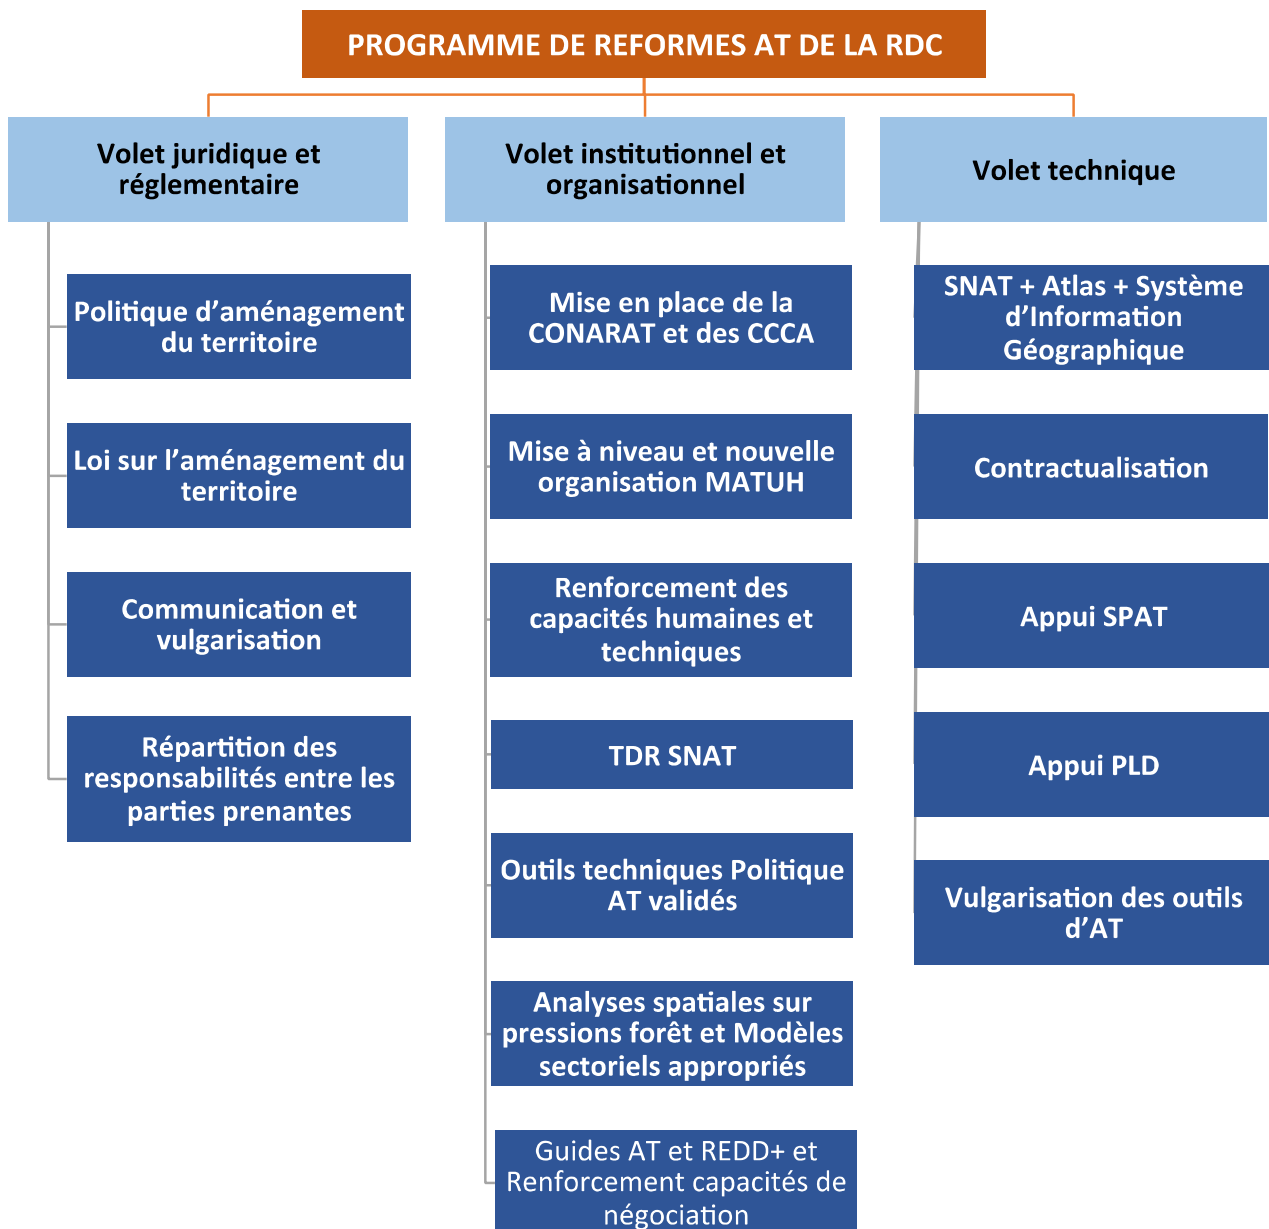 PROGRAMME DE REFORMES AT DE LA RDC
Volet juridique et
réglementaire
Politique d’aménagement
du territoire
Loi sur l’aménagement du
territoire
Communication et
vulgarisation
Répartition des
responsabilités entre les
parties prenantes
Volet institutionnel et
organisationnel
Mise en place de la
CONARAT et des CCCA
Mise à niveau et nouvelle
organisation MATUH
Renforcement des
capacités humaines et
techniques
TDR SNAT
Outils techniques Politique
AT validés
Analyses spatiales sur
pressions forêt et Modèles
sectoriels appropriés
Guides AT et REDD+ et
Renforcement capacités de
négociation
Volet technique
SNAT + Atlas + Système
d’Information
Géographique
Contractualisation
Appui SPAT
Appui PLD
Vulgarisation des outils
d’AT